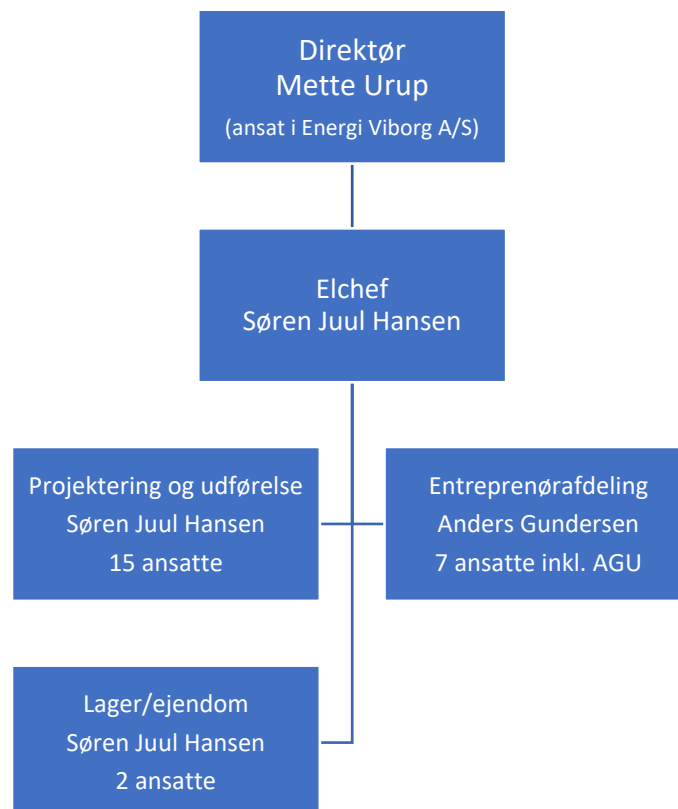 Direktør
Mette Urup
(ansat i Energi Viborg A/S)
Elchef
Søren Juul Hansen
Projektering og udførelse
Søren Juul Hansen
15 ansatte
Entreprenørafdeling
Anders Gundersen
7 ansatte inkl. AGU
Lager/ejendom
Søren Juul Hansen
2 ansatte